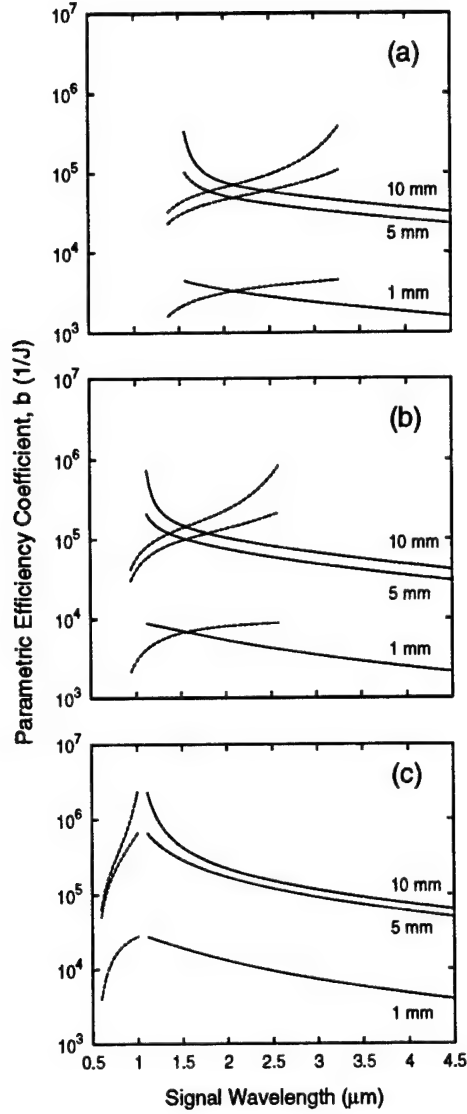 10^7
(a)
10^6
10^5
10 mm
5 mm
10^4
1 mm
10^3
Parametric Efficiency Coefficient, b (1/J)
10^7
(b)
10^6
10^5
10 mm
5 mm
10^4
1 mm
10^3
10^7
(c)
10^6
10^5
10 mm
5 mm
10^4
1 mm
10^3
0.5 1 1.5 2 2.5 3 3.5 4 4.5
Signal Wavelength (μm)